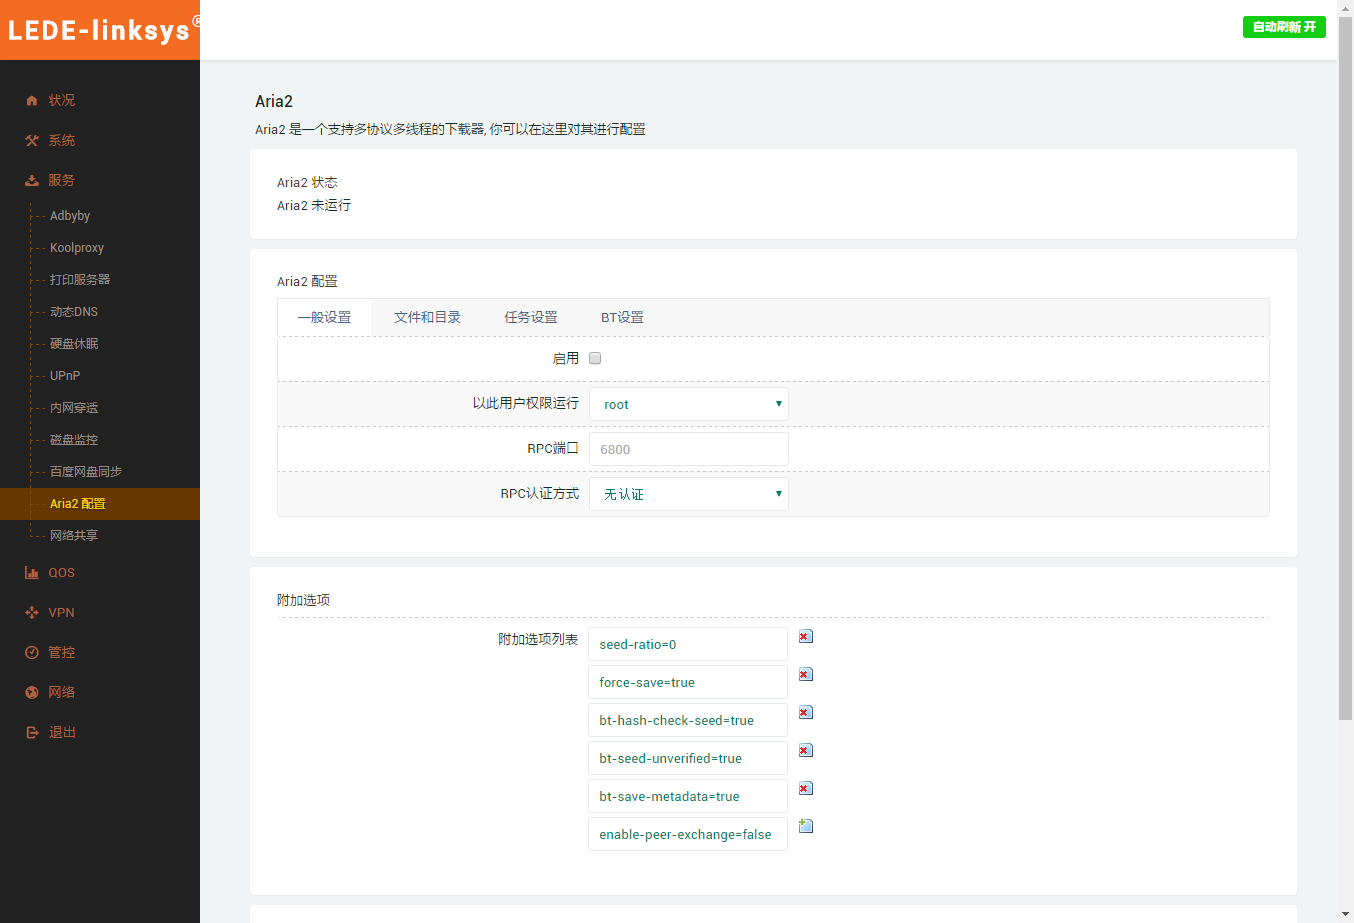 LEDE-linksys®
自动刷新 开
状况
系统
服务
Adbyby
Koolproxy
打印服务器
动态DNS
硬盘休眠
UPnP
内网穿透
磁盘监控
百度网盘同步
Aria2 配置
网络共享
QOS
VPN
管控
网络
退出
Aria2
Aria2 是一个支持多协议多线程的下载器, 你可以在这里对其进行配置
Aria2 状态
Aria2 未运行
Aria2 配置
一般设置 文件和目录 任务设置 BT设置
启用
以此用户权限运行 root
RPC端口 6800
RPC认证方式 无认证
附加选项
附加选项列表 seed-ratio=0
force-save=true
bt-hash-check-seed=true
bt-seed-unverified=true
bt-save-metadata=true
enable-peer-exchange=false